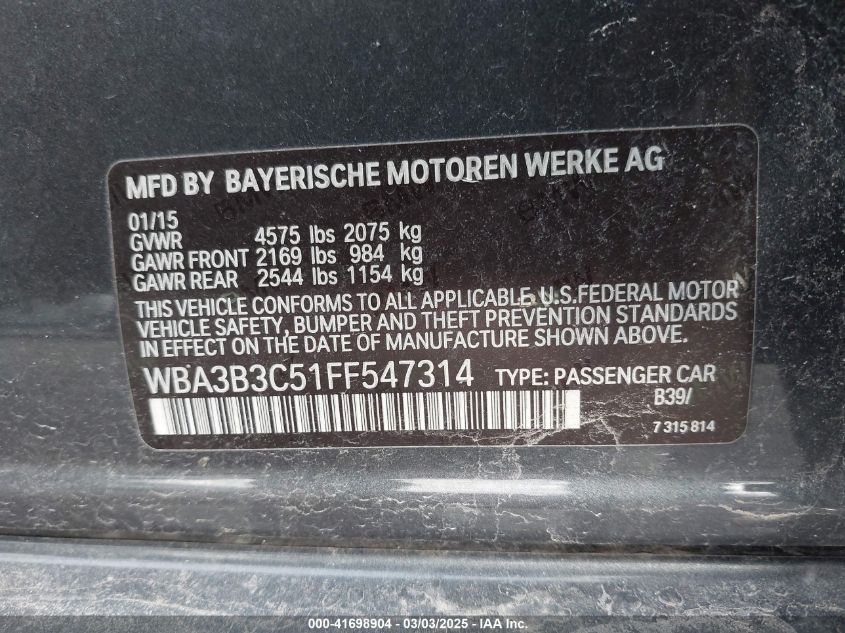 MFD BY BAYERISCHE MOTOREN WERKE AG
01/15
GVWR 4575 lbs 2075 kg
GAWR FRONT 2169 lbs 984 kg
GAWR REAR 2544 lbs 1154 kg
THIS VEHICLE CONFORMS TO ALL APPLICABLE U.S.FEDERAL MOTOR
VEHICLE SAFETY, BUMPER AND THEFT PREVENTION STANDARDS
IN EFFECT ON THE DATE OF MANUFACTURE SHOWN ABOVE.
WBA3B3C51FF547314 TYPE: PASSENGER CAR
B39/
7 315 814
000-41698904 — 03/03/2025 — IAA Inc.